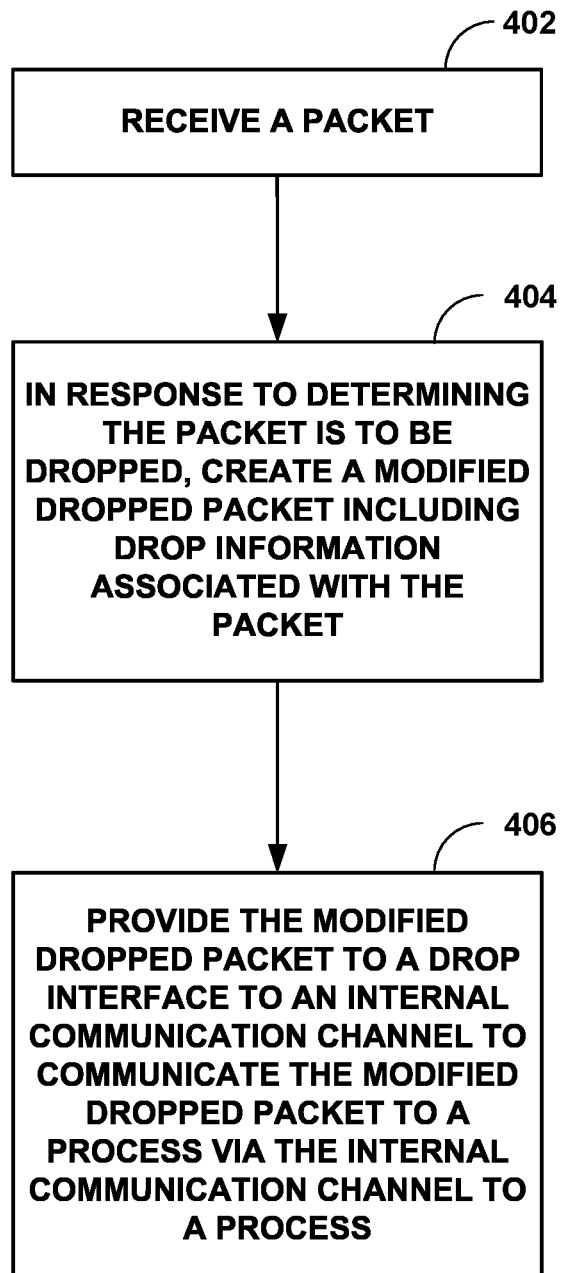 402
RECEIVE A PACKET
404
IN RESPONSE TO DETERMINING
THE PACKET IS TO BE
DROPPED, CREATE A MODIFIED
DROPPED PACKET INCLUDING
DROP INFORMATION
ASSOCIATED WITH THE
PACKET
406
PROVIDE THE MODIFIED
DROPPED PACKET TO A DROP
INTERFACE TO AN INTERNAL
COMMUNICATION CHANNEL TO
COMMUNICATE THE MODIFIED
DROPPED PACKET TO A
PROCESS VIA THE INTERNAL
COMMUNICATION CHANNEL TO
A PROCESS